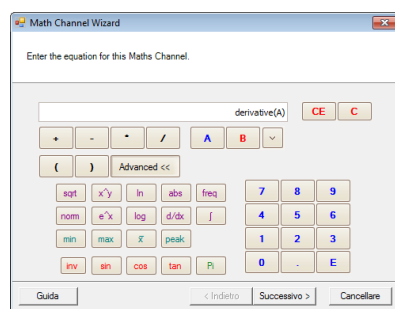 Math Channel Wizard
Enter the equation for this Maths Channel.
derivative(A) CE C
+ - * / A B
( ) Advanced <<
sqrt x^y ln abs freq 7 8 9
norm e^x log d/dx ∫ 4 5 6
min max x̄ peak 1 2 3
inv sin cos tan Pi 0 . E
Guida < Indietro Successivo > Cancellare